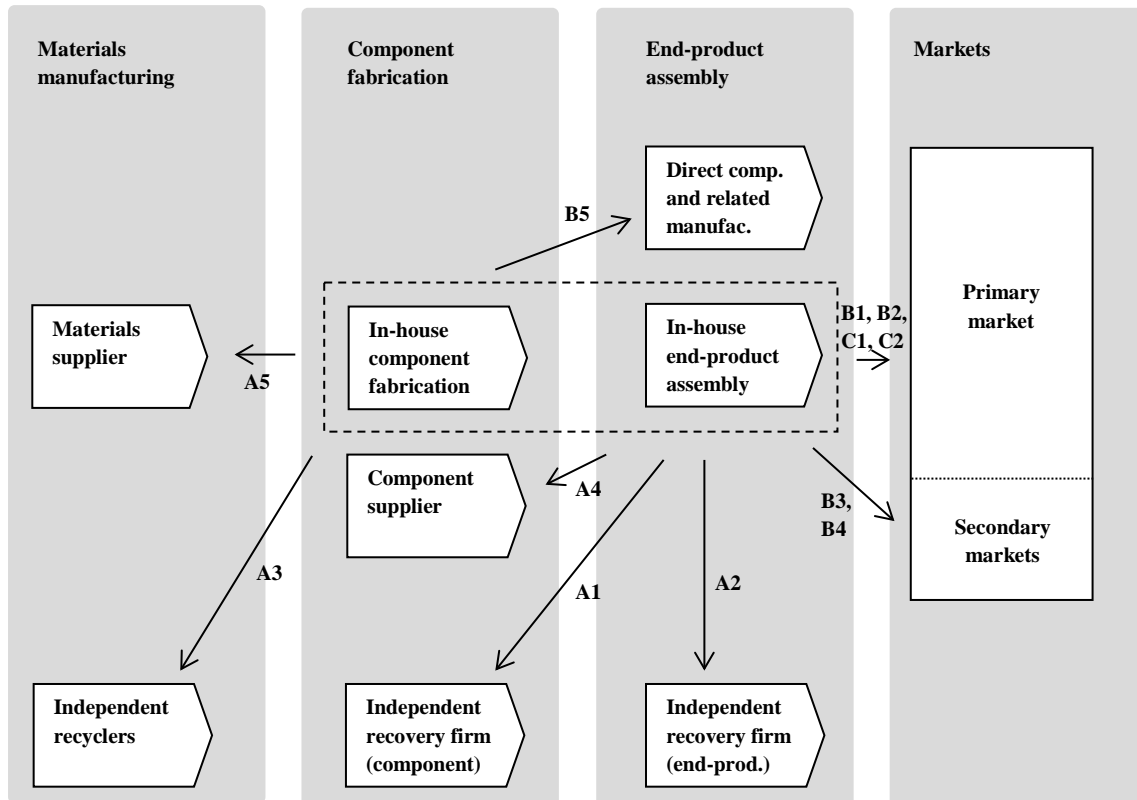 Materials
manufacturing
Component
fabrication
End-product
assembly
Markets
Direct comp.
and related
manufac.
B5
Materials
supplier
A5
In-house
component
fabrication
In-house
end-product
assembly
B1, B2,
C1, C2
Primary
market
Component
supplier
A4
B3,
B4
Secondary
markets
A3
A1
A2
Independent
recyclers
Independent
recovery firm
(component)
Independent
recovery firm
(end-prod.)